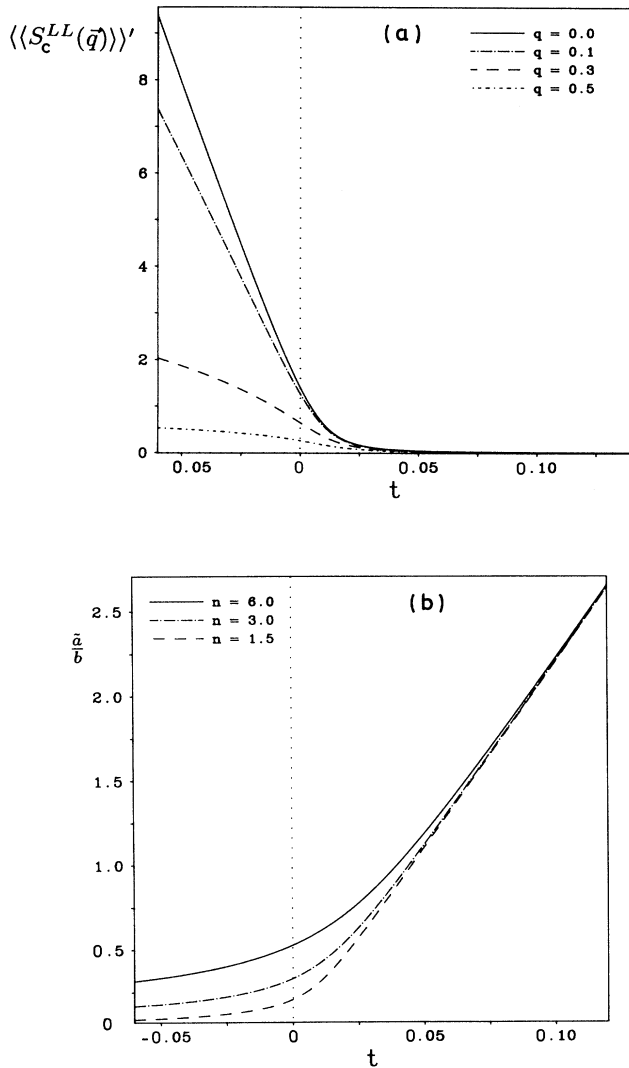 ⟨⟨S_c^{LL}(q⃗)⟩⟩′
(a)
q = 0.0
q = 0.1
q = 0.3
q = 0.5
8
6
4
2
0
0.05 0 0.05 0.10
t
(b)
n = 6.0
n = 3.0
n = 1.5
ã/b
2.5
2.0
1.5
1.0
0.5
0
-0.05 0 0.05 0.10
t